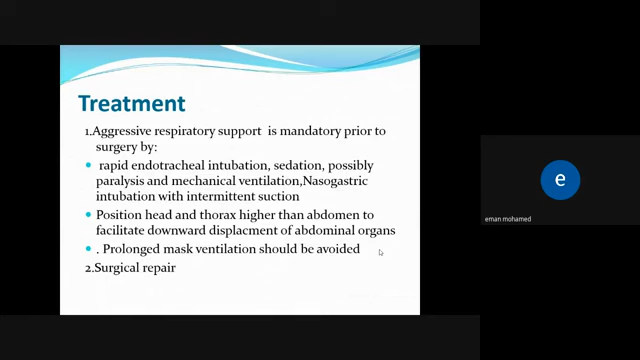 Treatment
1.Aggressive respiratory support is mandatory prior to
surgery by:
• rapid endotracheal intubation, sedation, possibly
paralysis and mechanical ventilation,Nasogastric
intubation with intermittent suction
• Position head and thorax higher than abdomen to
facilitate downward displacment of abdominal organs
• . Prolonged mask ventilation should be avoided
2.Surgical repair
e
eman mohamed